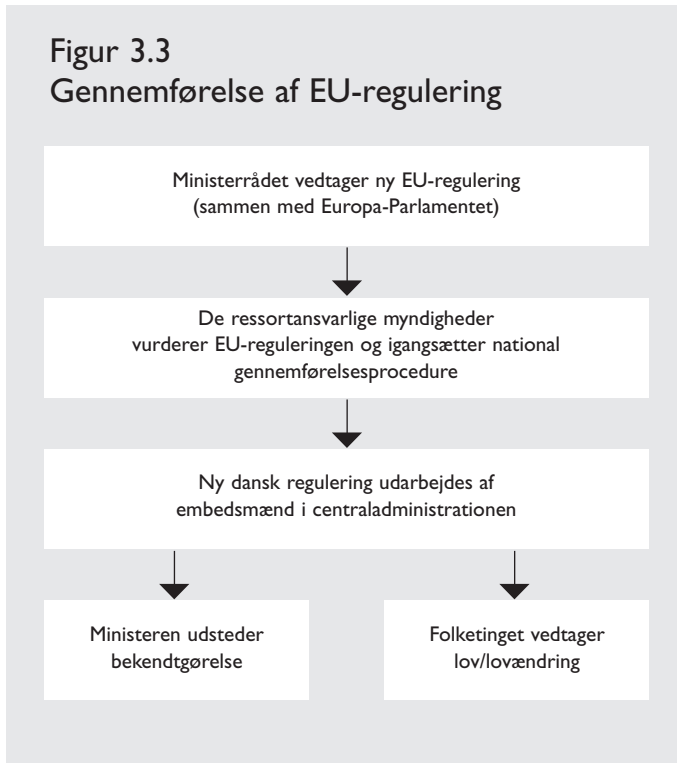 Figur 3.3
Gennemførelse af EU-regulering
Ministerrådet vedtager ny EU-regulering
(sammen med Europa-Parlamentet)
De ressortansvarlige myndigheder
vurderer EU-reguleringen og igangsætter national
gennemførelsesprocedure
Ny dansk regulering udarbejdes af
embedsmænd i centraladministrationen
Ministeren udsteder
bekendtgørelse
Folketinget vedtager
lov/lovændring